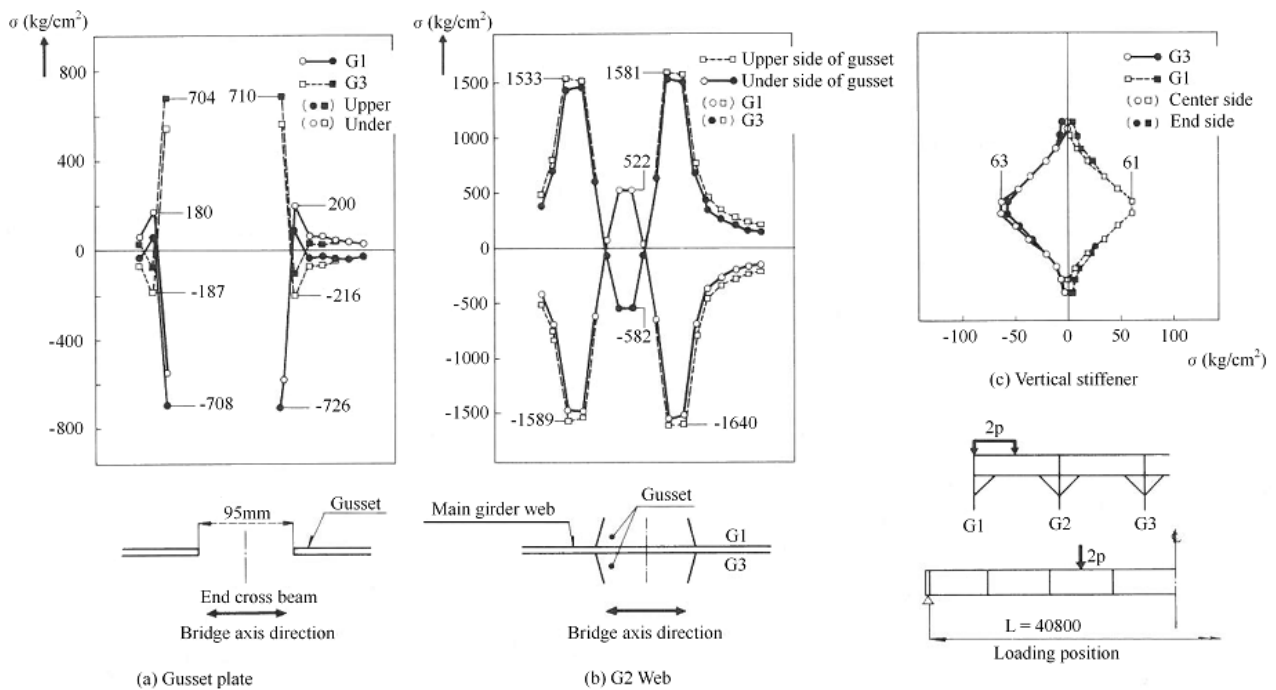 σ (kg/cm²)
800
400
0
-400
-800
G1
G3
(●■) Upper
(○□) Under
704
710
180
200
-187
-216
-708
-726
95mm
Gusset
End cross beam
Bridge axis direction
(a) Gusset plate
σ (kg/cm²)
1500
1000
500
0
-500
-1000
-1500
Upper side of gusset
Under side of gusset
(○□) G1
(●■) G3
1533
1581
522
-582
-1589
-1640
Main girder web
Gusset
G1
G3
Bridge axis direction
(b) G2 Web
G3
G1
(○□) Center side
(●■) End side
63
61
-100
-50
0
50
100
σ (kg/cm²)
(c) Vertical stiffener
2p
G1
G2
G3
℄
2p
L = 40800
Loading position